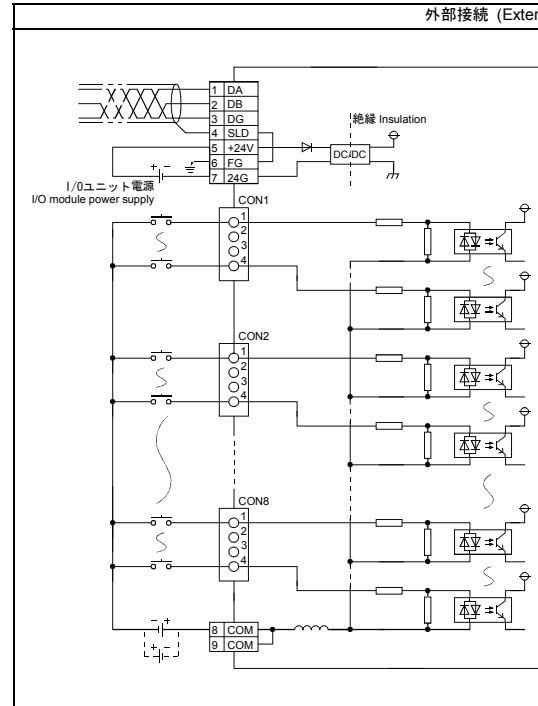 外部接続 (Exter
1 DA
2 DB
3 DG
4 SLD
5 +24V
6 FG
7 24G
絶縁 Insulation
DC/DC
- +
I/0ユニット電源
I/O module power supply
CON1
1
2
3
4
CON2
1
2
3
4
CON8
1
2
3
4
- +
8 COM
9 COM
+ -